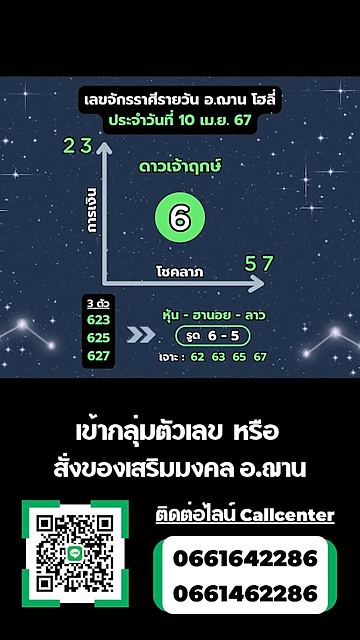 เลขจักรราศีรายวัน อ.ฌาน โฮลี่
ประจำวันที่ 10 เม.ย. 67
23
ดาวเจ้าฤกษ์
6
การเงิน
โชคลาภ
57
3 ตัว
623
625
627
หุ้น - ฮานอย - ลาว
รูด 6 - 5
เจาะ : 62 63 65 67
เข้ากลุ่มตัวเลข หรือ
สั่งของเสริมมงคล อ.ฌาน
ติดต่อไลน์ Callcenter
0661642286
0661462286